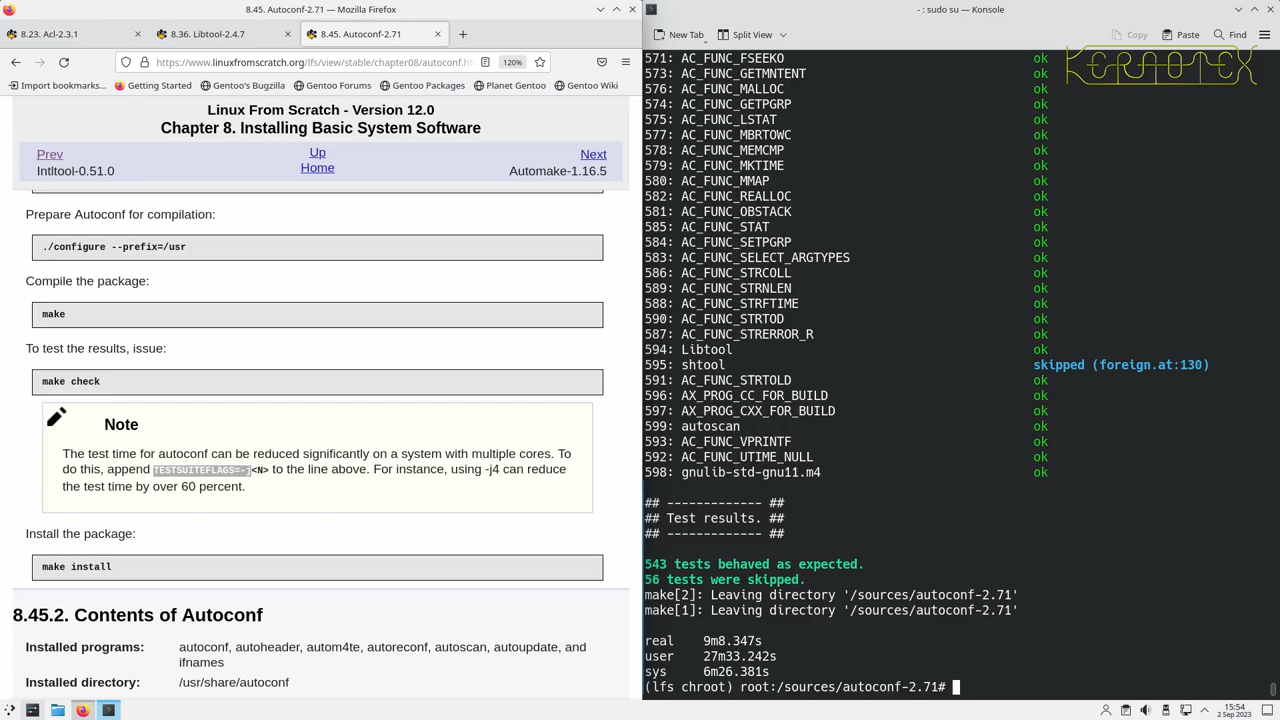 8.45. Autoconf-2.71 — Mozilla Firefox
8.23. Acl-2.3.1
8.36. Libtool-2.4.7
8.45. Autoconf-2.71
https://www.linuxfromscratch.org/lfs/view/stable/chapter08/autoconf.h
120%
Import bookmarks...
Getting Started
Gentoo's Bugzilla
Gentoo Forums
Gentoo Packages
Planet Gentoo
Gentoo Wiki
Linux From Scratch - Version 12.0
Chapter 8. Installing Basic System Software
Prev
Up
Next
Intltool-0.51.0
Home
Automake-1.16.5
Prepare Autoconf for compilation:
./configure --prefix=/usr
Compile the package:
make
To test the results, issue:
make check
Note
The test time for autoconf can be reduced significantly on a system with multiple cores. To
do this, append TESTSUITEFLAGS=-j<N> to the line above. For instance, using -j4 can reduce
the test time by over 60 percent.
Install the package:
make install
8.45.2. Contents of Autoconf
Installed programs: autoconf, autoheader, autom4te, autoreconf, autoscan, autoupdate, and
ifnames
Installed directory: /usr/share/autoconf
- : sudo su — Konsole
New Tab
Split View
Copy
Paste
Find
KERNOTEX
571: AC_FUNC_FSEEKO ok
573: AC_FUNC_GETMNTENT ok
576: AC_FUNC_MALLOC ok
574: AC_FUNC_GETPGRP ok
575: AC_FUNC_LSTAT ok
577: AC_FUNC_MBRTOWC ok
578: AC_FUNC_MEMCMP ok
579: AC_FUNC_MKTIME ok
580: AC_FUNC_MMAP ok
582: AC_FUNC_REALLOC ok
581: AC_FUNC_OBSTACK ok
585: AC_FUNC_STAT ok
584: AC_FUNC_SETPGRP ok
583: AC_FUNC_SELECT_ARGTYPES ok
586: AC_FUNC_STRCOLL ok
589: AC_FUNC_STRNLEN ok
588: AC_FUNC_STRFTIME ok
590: AC_FUNC_STRTOD ok
587: AC_FUNC_STRERROR_R ok
594: Libtool ok
595: shtool skipped (foreign.at:130)
591: AC_FUNC_STRTOLD ok
596: AX_PROG_CC_FOR_BUILD ok
597: AX_PROG_CXX_FOR_BUILD ok
599: autoscan ok
593: AC_FUNC_VPRINTF ok
592: AC_FUNC_UTIME_NULL ok
598: gnulib-std-gnu11.m4 ok
## ------------- ##
## Test results. ##
## ------------- ##
543 tests behaved as expected.
56 tests were skipped.
make[2]: Leaving directory '/sources/autoconf-2.71'
make[1]: Leaving directory '/sources/autoconf-2.71'
real 9m8.347s
user 27m33.242s
sys 6m26.381s
(lfs chroot) root:/sources/autoconf-2.71#
15:54
2 Sep 2023